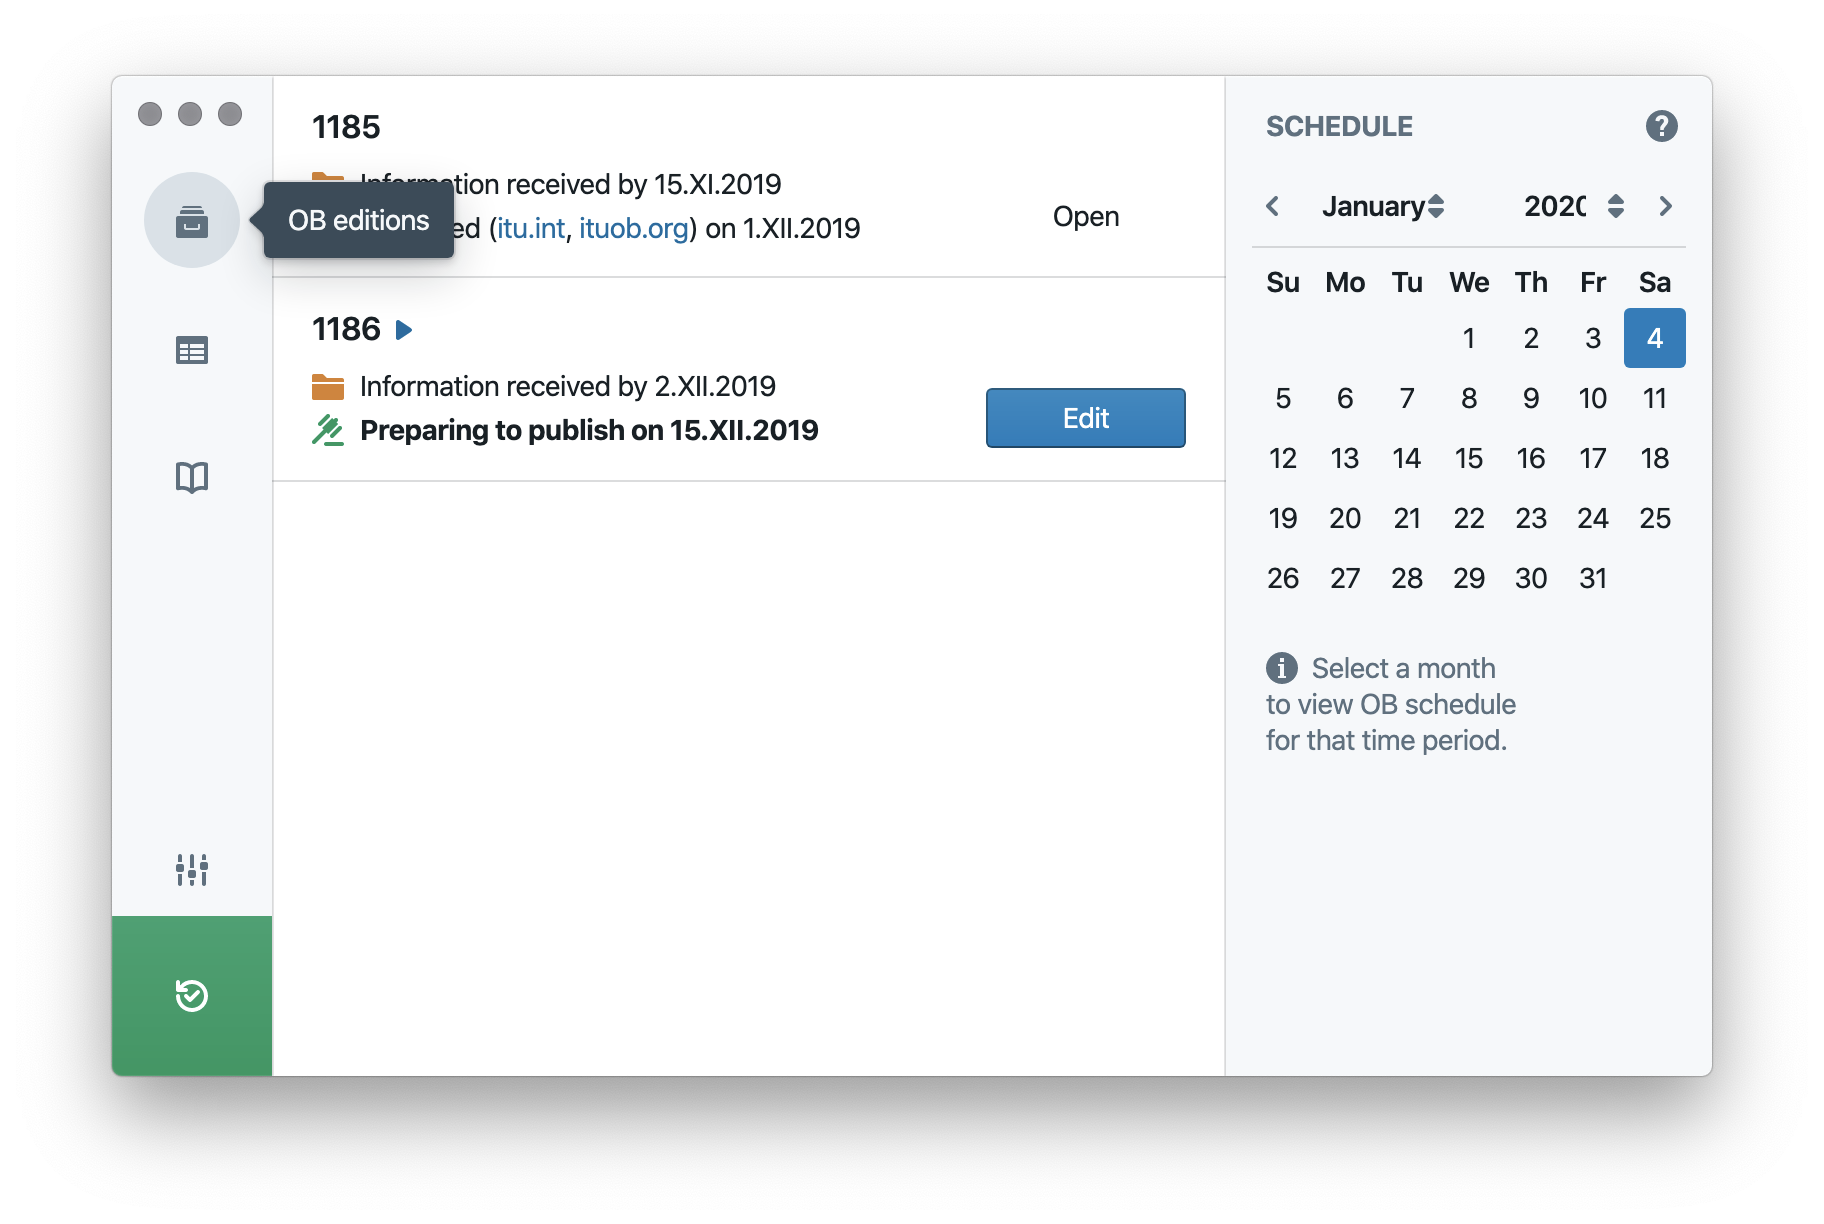 1185
Information received by 15.XI.2019
(itu.int, ituob.org) on 1.XII.2019
Open
OB editions
1186
Information received by 2.XII.2019
Preparing to publish on 15.XII.2019
Edit
SCHEDULE
?
January 2020
Su Mo Tu We Th Fr Sa
1 2 3 4
5 6 7 8 9 10 11
12 13 14 15 16 17 18
19 20 21 22 23 24 25
26 27 28 29 30 31
Select a month
to view OB schedule
for that time period.